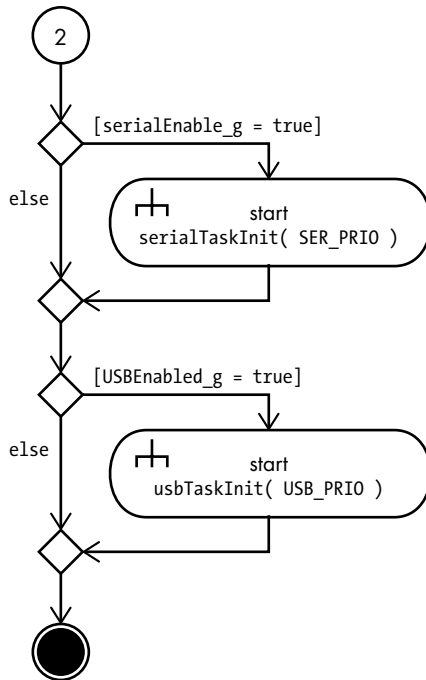 2
[serialEnable_g = true]
else
start
serialTaskInit( SER_PRIO )
[USBEnabled_g = true]
else
start
usbTaskInit( USB_PRIO )